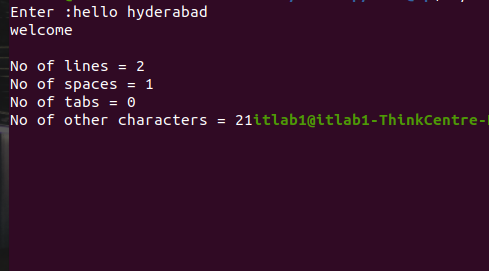 Enter :hello hyderabad
welcome
No of lines = 2
No of spaces = 1
No of tabs = 0
No of other characters = 21itlab1@itlab1-ThinkCentre-